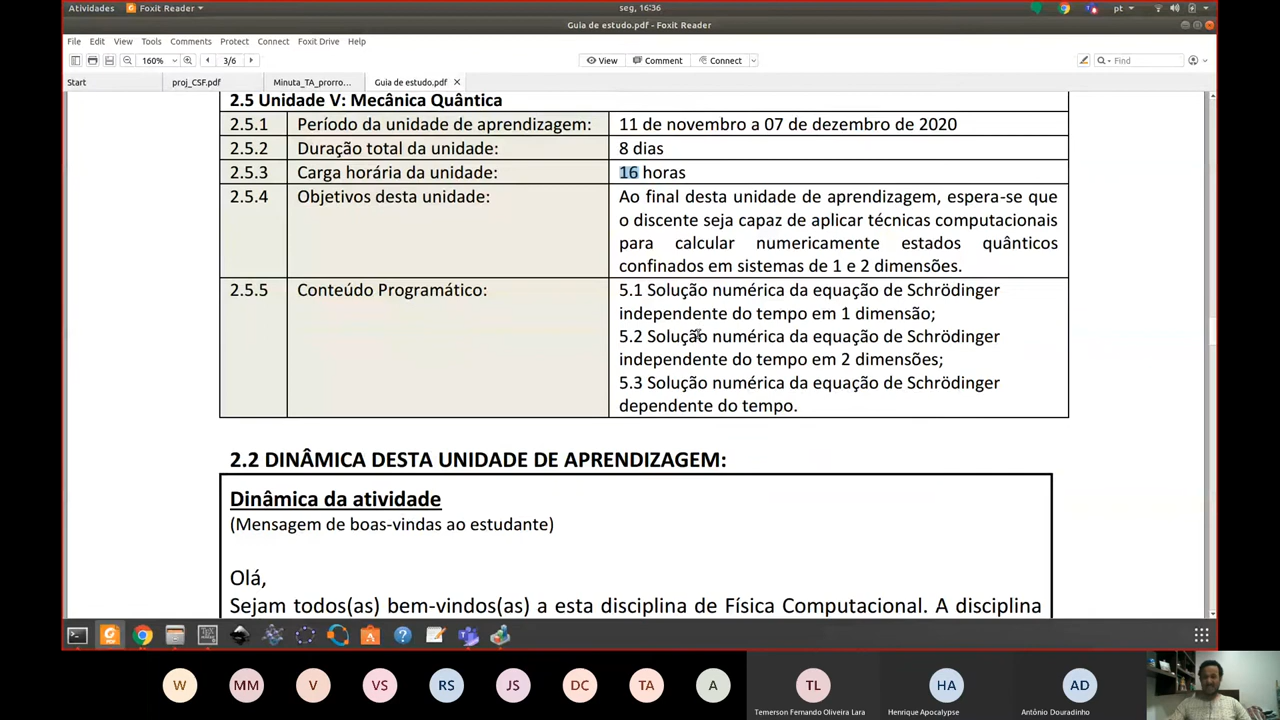 Atividades
Foxit Reader
seg, 16:36
pt
Guia de estudo.pdf - Foxit Reader
File Edit View Tools Comments Protect Connect Foxit Drive Help
160%
3/6
View
Comment
Connect
Find
Start
proj_CSF.pdf
Minuta_TA_prorro...
Guia de estudo.pdf
2.5 Unidade V: Mecânica Quântica
2.5.1 Período da unidade de aprendizagem: 11 de novembro a 07 de dezembro de 2020
2.5.2 Duração total da unidade: 8 dias
2.5.3 Carga horária da unidade: 16 horas
2.5.4 Objetivos desta unidade: Ao final desta unidade de aprendizagem, espera-se que
o discente seja capaz de aplicar técnicas computacionais
para calcular numericamente estados quânticos
confinados em sistemas de 1 e 2 dimensões.
2.5.5 Conteúdo Programático: 5.1 Solução numérica da equação de Schrödinger
independente do tempo em 1 dimensão;
5.2 Solução numérica da equação de Schrödinger
independente do tempo em 2 dimensões;
5.3 Solução numérica da equação de Schrödinger
dependente do tempo.
2.2 DINÂMICA DESTA UNIDADE DE APRENDIZAGEM:
Dinâmica da atividade
(Mensagem de boas-vindas ao estudante)
Olá,
Sejam todos(as) bem-vindos(as) a esta disciplina de Física Computacional. A disciplina
W MM V VS RS JS DC TA A TL HA AD
Temerson Fernando Oliveira Lara
Henrique Apocalypse
Antônio Douradinho